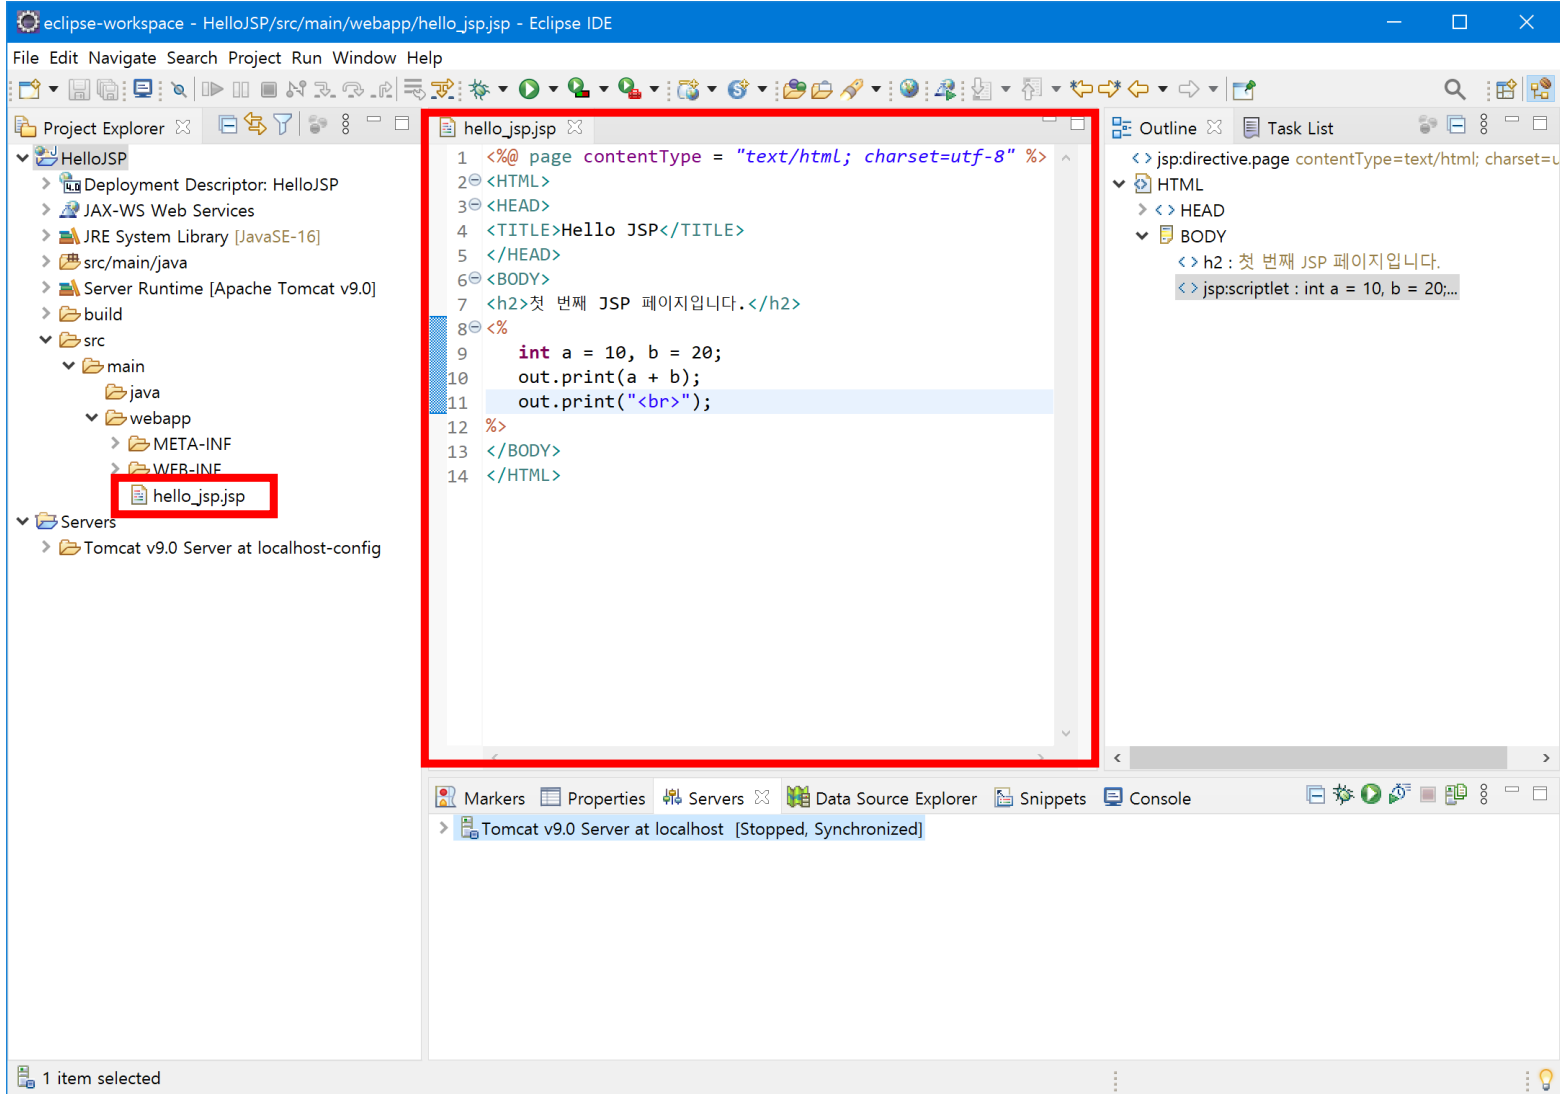 eclipse-workspace - HelloJSP/src/main/webapp/hello_jsp.jsp - Eclipse IDE
File Edit Navigate Search Project Run Window Help
Project Explorer
HelloJSP
Deployment Descriptor: HelloJSP
JAX-WS Web Services
JRE System Library [JavaSE-16]
src/main/java
Server Runtime [Apache Tomcat v9.0]
build
src
main
java
webapp
META-INF
WEB-INF
hello_jsp.jsp
Servers
Tomcat v9.0 Server at localhost-config
hello_jsp.jsp
1 <%@ page contentType = "text/html; charset=utf-8" %>
2 <HTML>
3 <HEAD>
4 <TITLE>Hello JSP</TITLE>
5 </HEAD>
6 <BODY>
7 <h2>첫 번째 JSP 페이지입니다.</h2>
8 <%
9 int a = 10, b = 20;
10 out.print(a + b);
11 out.print("<br>");
12 %>
13 </BODY>
14 </HTML>
Outline Task List
jsp:directive.page contentType=text/html; charset=u
HTML
HEAD
BODY
h2 : 첫 번째 JSP 페이지입니다.
jsp:scriptlet : int a = 10, b = 20;...
Markers Properties Servers Data Source Explorer Snippets Console
Tomcat v9.0 Server at localhost [Stopped, Synchronized]
1 item selected